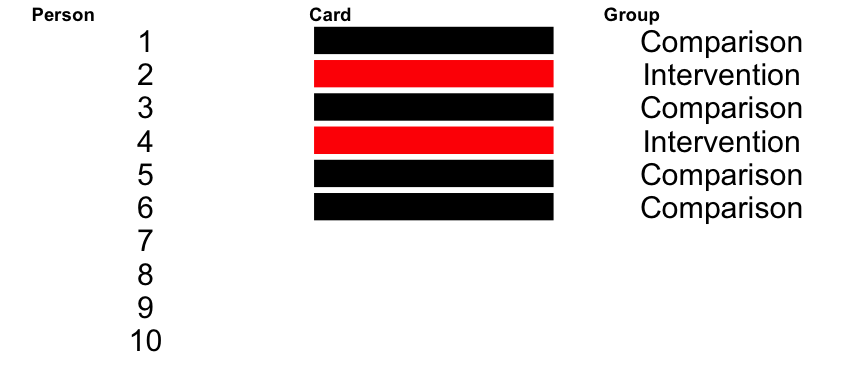 Person Card Group
1 Comparison
2 Intervention
3 Comparison
4 Intervention
5 Comparison
6 Comparison
7
8
9
10